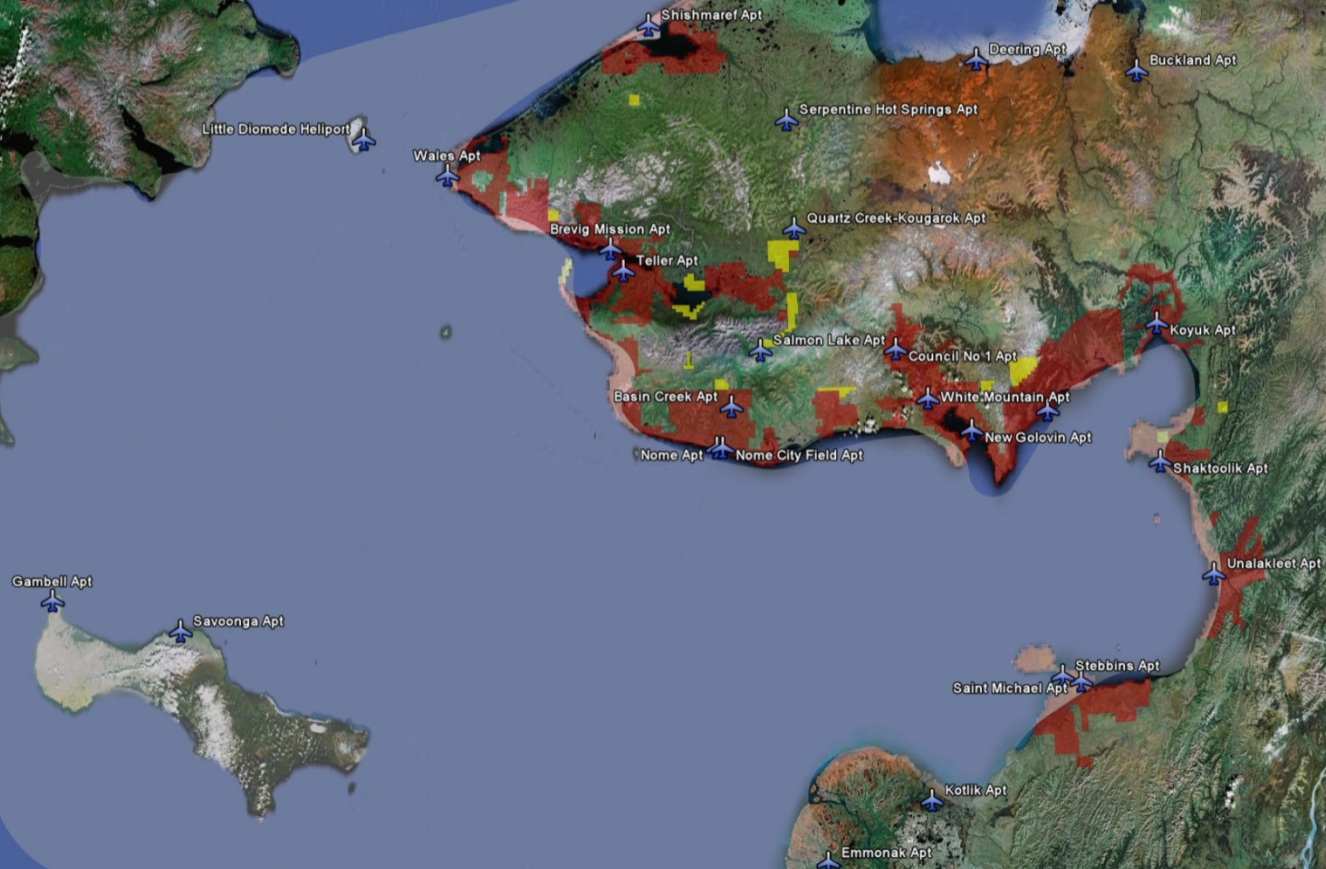 Shishmaref Apt
Deering Apt
Buckland Apt
Serpentine Hot Springs Apt
Little Diomede Heliport
Wales Apt
Quartz Creek-Kougarok Apt
Brevig Mission Apt
Teller Apt
Koyuk Apt
Salmon Lake Apt
Council No 1 Apt
Basin Creek Apt
White Mountain Apt
New Golovin Apt
Nome Apt
Nome City Field Apt
Shaktoolik Apt
Unalakleet Apt
Gambell Apt
Savoonga Apt
Stebbins Apt
Saint Michael Apt
Kotlik Apt
Emmonak Apt